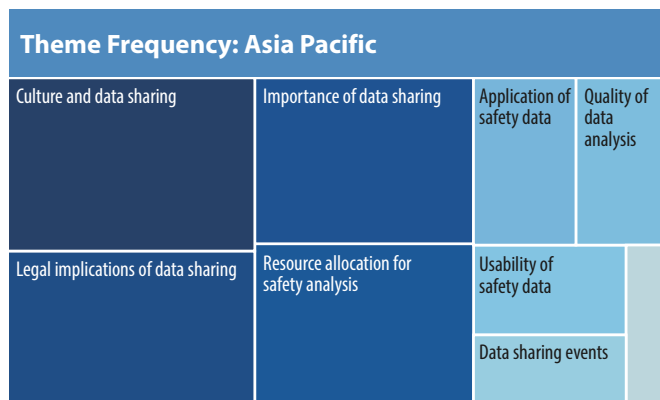 Theme Frequency: Asia Pacific
Culture and data sharing
Importance of data sharing
Application of
safety data
Quality of
data
analysis
Legal implications of data sharing
Resource allocation for
safety analysis
Usability of
safety data
Data sharing events